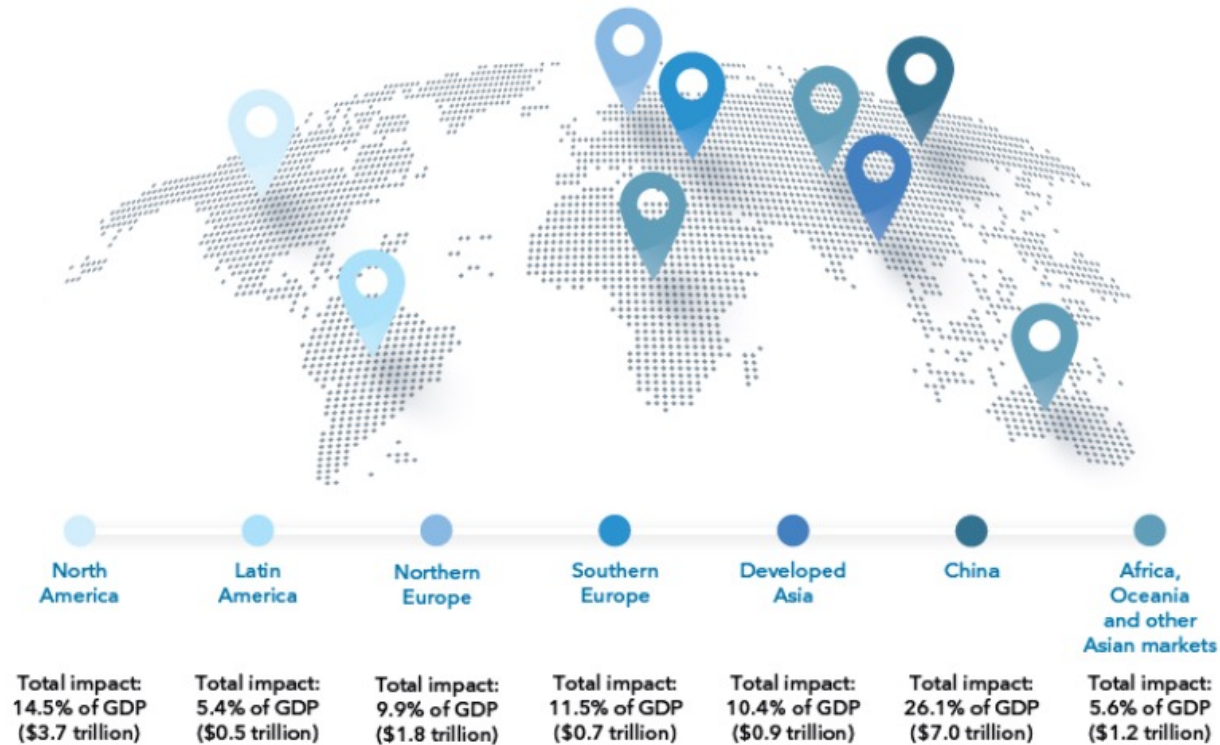 North
America
Latin
America
Northern
Europe
Southern
Europe
Developed
Asia
China
Africa,
Oceania
and other
Asian markets
Total impact:
14.5% of GDP
($3.7 trillion)
Total impact:
5.4% of GDP
($0.5 trillion)
Total impact:
9.9% of GDP
($1.8 trillion)
Total impact:
11.5% of GDP
($0.7 trillion)
Total impact:
10.4% of GDP
($0.9 trillion)
Total impact:
26.1% of GDP
($7.0 trillion)
Total impact:
5.6% of GDP
($1.2 trillion)